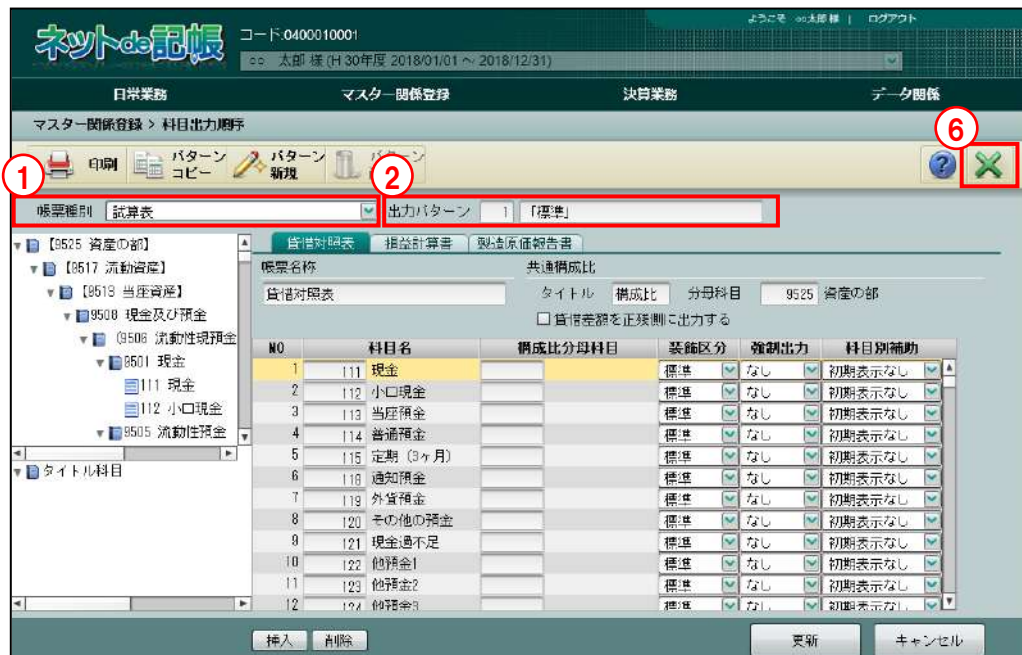 ようこそ ○○太郎 様 | ログアウト
ネットde記帳 コード:0400010001
○○ 太郎 様 (H 30年度 2018/01/01 ～ 2018/12/31)
日常業務 マスター関係登録 決算業務 データ関係
マスター関係登録 > 科目出力順序
⑥
印刷 パターンコピー パターン新規 パターン
① ②
帳票種別 試算表 出力パターン 1 「標準」
▼【9525 資産の部】
▼【9517 流動資産】
▼【9513 当座資産】
▼9508 現金及び預金
▼(9506 流動性現預金
▼9501 現金
111 現金
112 小口現金
▼9505 流動性預金
▼タイトル科目
貸借対照表 損益計算書 製造原価報告書
帳票名称 共通構成比
貸借対照表 タイトル 構成比 分母科目 9525 資産の部
□ 貸借差額を正残側に出力する
NO 科目名 構成比分母科目 装飾区分 強制出力 科目別補助
1 111 現金 標準 なし 初期表示なし
2 112 小口現金 標準 なし 初期表示なし
3 113 当座預金 標準 なし 初期表示なし
4 114 普通預金 標準 なし 初期表示なし
5 115 定期（3ヶ月） 標準 なし 初期表示なし
6 118 通知預金 標準 なし 初期表示なし
7 119 外貨預金 標準 なし 初期表示なし
8 120 その他の預金 標準 なし 初期表示なし
9 121 現金過不足 標準 なし 初期表示なし
10 122 他預金1 標準 なし 初期表示なし
11 123 他預金2 標準 なし 初期表示なし
12 124 他預金3 標準 なし 初期表示なし
挿入 削除 更新 キャンセル